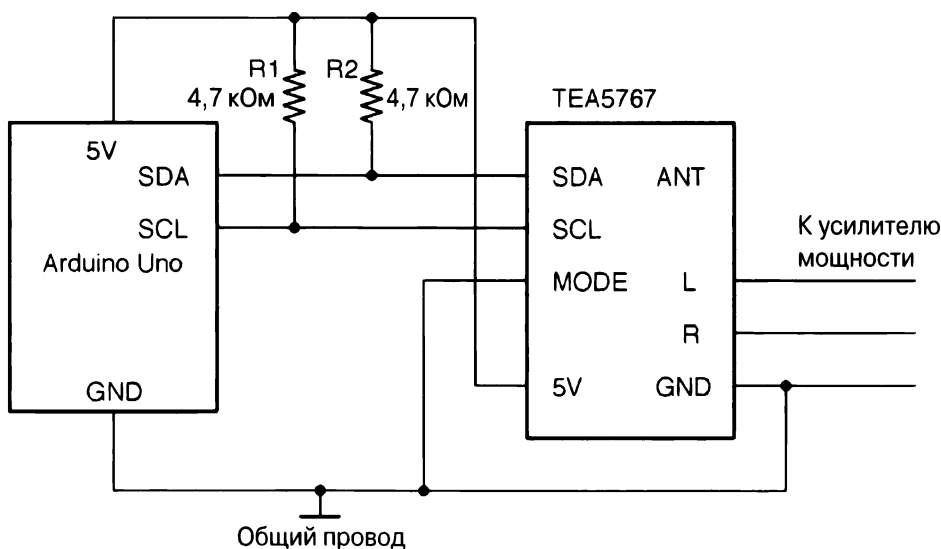 R1
4,7 кОм
R2
4,7 кОм
TEA5767
5V
SDA
SCL
Arduino Uno
GND
SDA
ANT
SCL
MODE
L
R
5V
GND
К усилителю
мощности
Общий провод